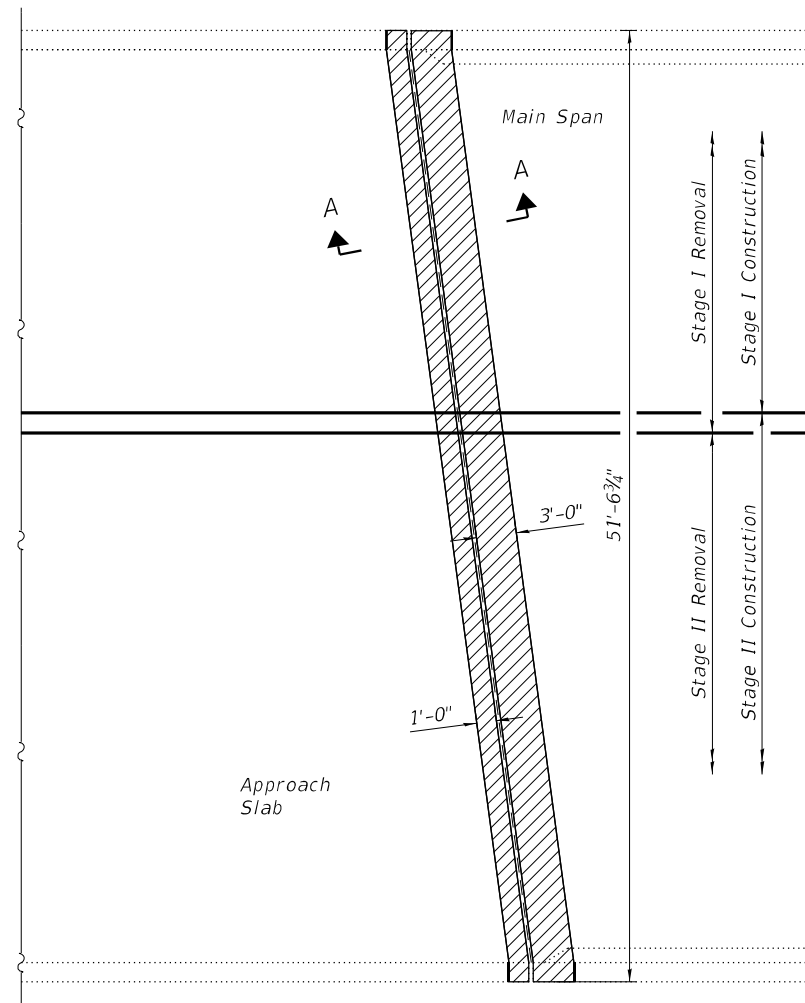 Main Span
A
A
Stage I Removal
Stage I Construction
3'-0"
51'-6¾"
Stage II Removal
Stage II Construction
1'-0"
Approach
Slab